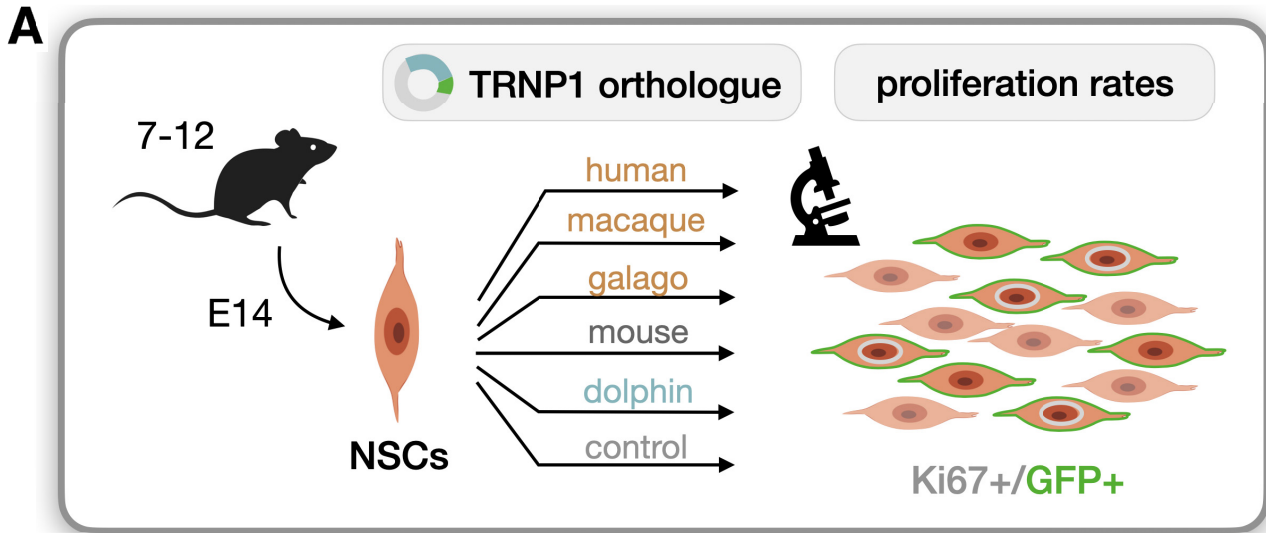 A
TRNP1 orthologue
proliferation rates
7-12
E14
NSCs
human
macaque
galago
mouse
dolphin
control
Ki67+/GFP+